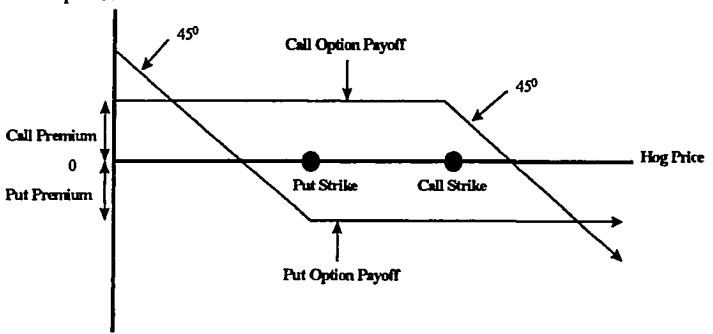 45⁰
Call Option Payoff
45⁰
Call Premium
0
Hog Price
Put Strike
Call Strike
Put Premium
Put Option Payoff